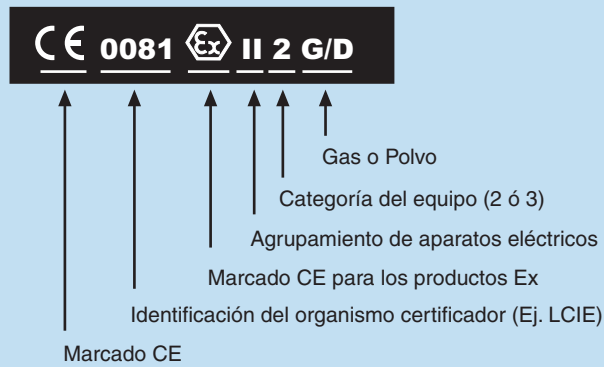 CE 0081 Ex II 2 G/D
Gas o Polvo
Categoría del equipo (2 ó 3)
Agrupamiento de aparatos eléctricos
Marcado CE para los productos Ex
Identificación del organismo certificador (Ej. LCIE)
Marcado CE